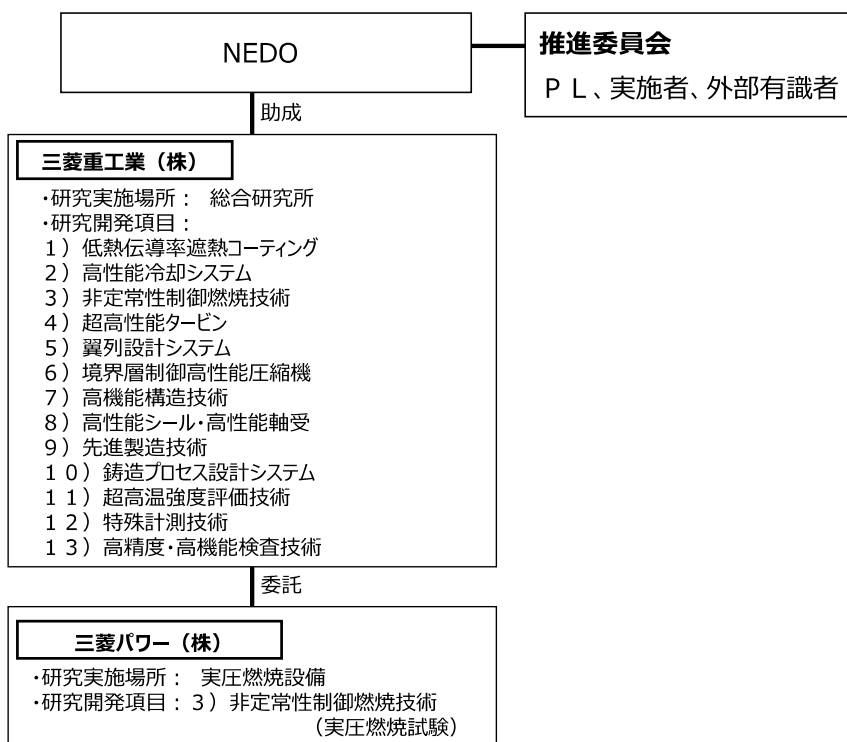 NEDO
推進委員会
ＰＬ、実施者、外部有識者
助成
三菱重工業（株）
・研究実施場所： 総合研究所
・研究開発項目：
１）低熱伝導率遮熱コーティング
２）高性能冷却システム
３）非定常性制御燃焼技術
４）超高性能タービン
５）翼列設計システム
６）境界層制御高性能圧縮機
７）高機能構造技術
８）高性能シール・高性能軸受
９）先進製造技術
１０）鋳造プロセス設計システム
１１）超高温強度評価技術
１２）特殊計測技術
１３）高精度・高機能検査技術
委託
三菱パワー（株）
・研究実施場所： 実圧燃焼設備
・研究開発項目：３）非定常性制御燃焼技術
（実圧燃焼試験）